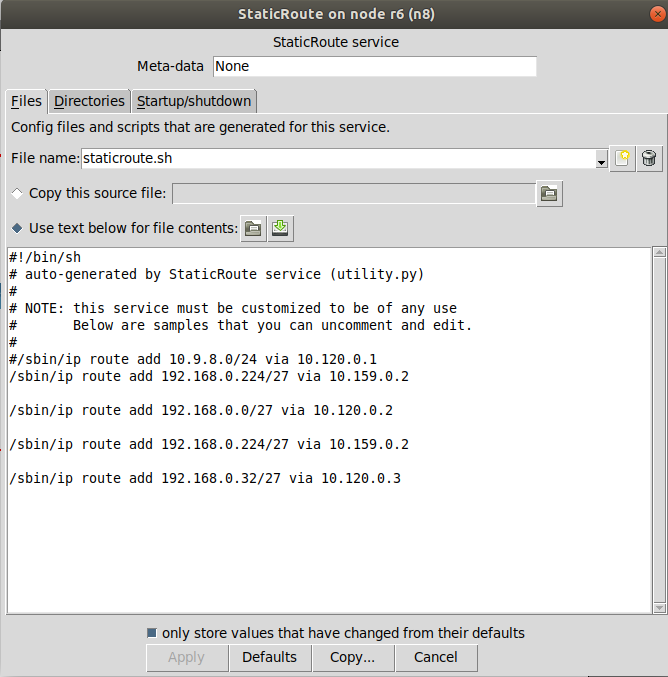 StaticRoute on node r6 (n8)
StaticRoute service
Meta-data None
Files Directories Startup/shutdown
Config files and scripts that are generated for this service.
File name: staticroute.sh
Copy this source file:
Use text below for file contents:
#!/bin/sh
# auto-generated by StaticRoute service (utility.py)
#
# NOTE: this service must be customized to be of any use
#       Below are samples that you can uncomment and edit.
#
#/sbin/ip route add 10.9.8.0/24 via 10.120.0.1
/sbin/ip route add 192.168.0.224/27 via 10.159.0.2
/sbin/ip route add 192.168.0.0/27 via 10.120.0.2
/sbin/ip route add 192.168.0.224/27 via 10.159.0.2
/sbin/ip route add 192.168.0.32/27 via 10.120.0.3
only store values that have changed from their defaults
Apply Defaults Copy... Cancel